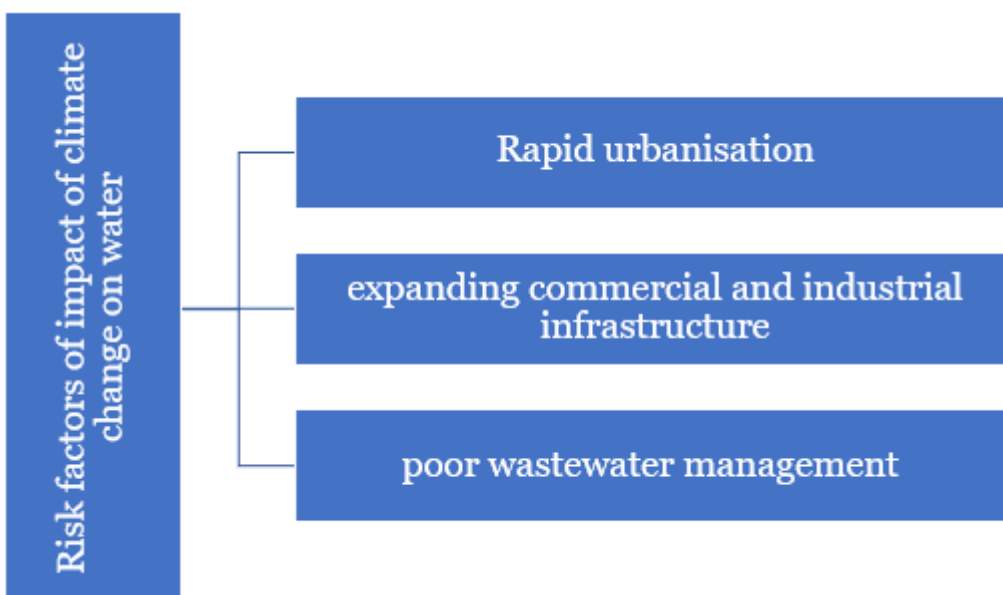 Risk factors of impact of climate
change on water
Rapid urbanisation
expanding commercial and industrial
infrastructure
poor wastewater management